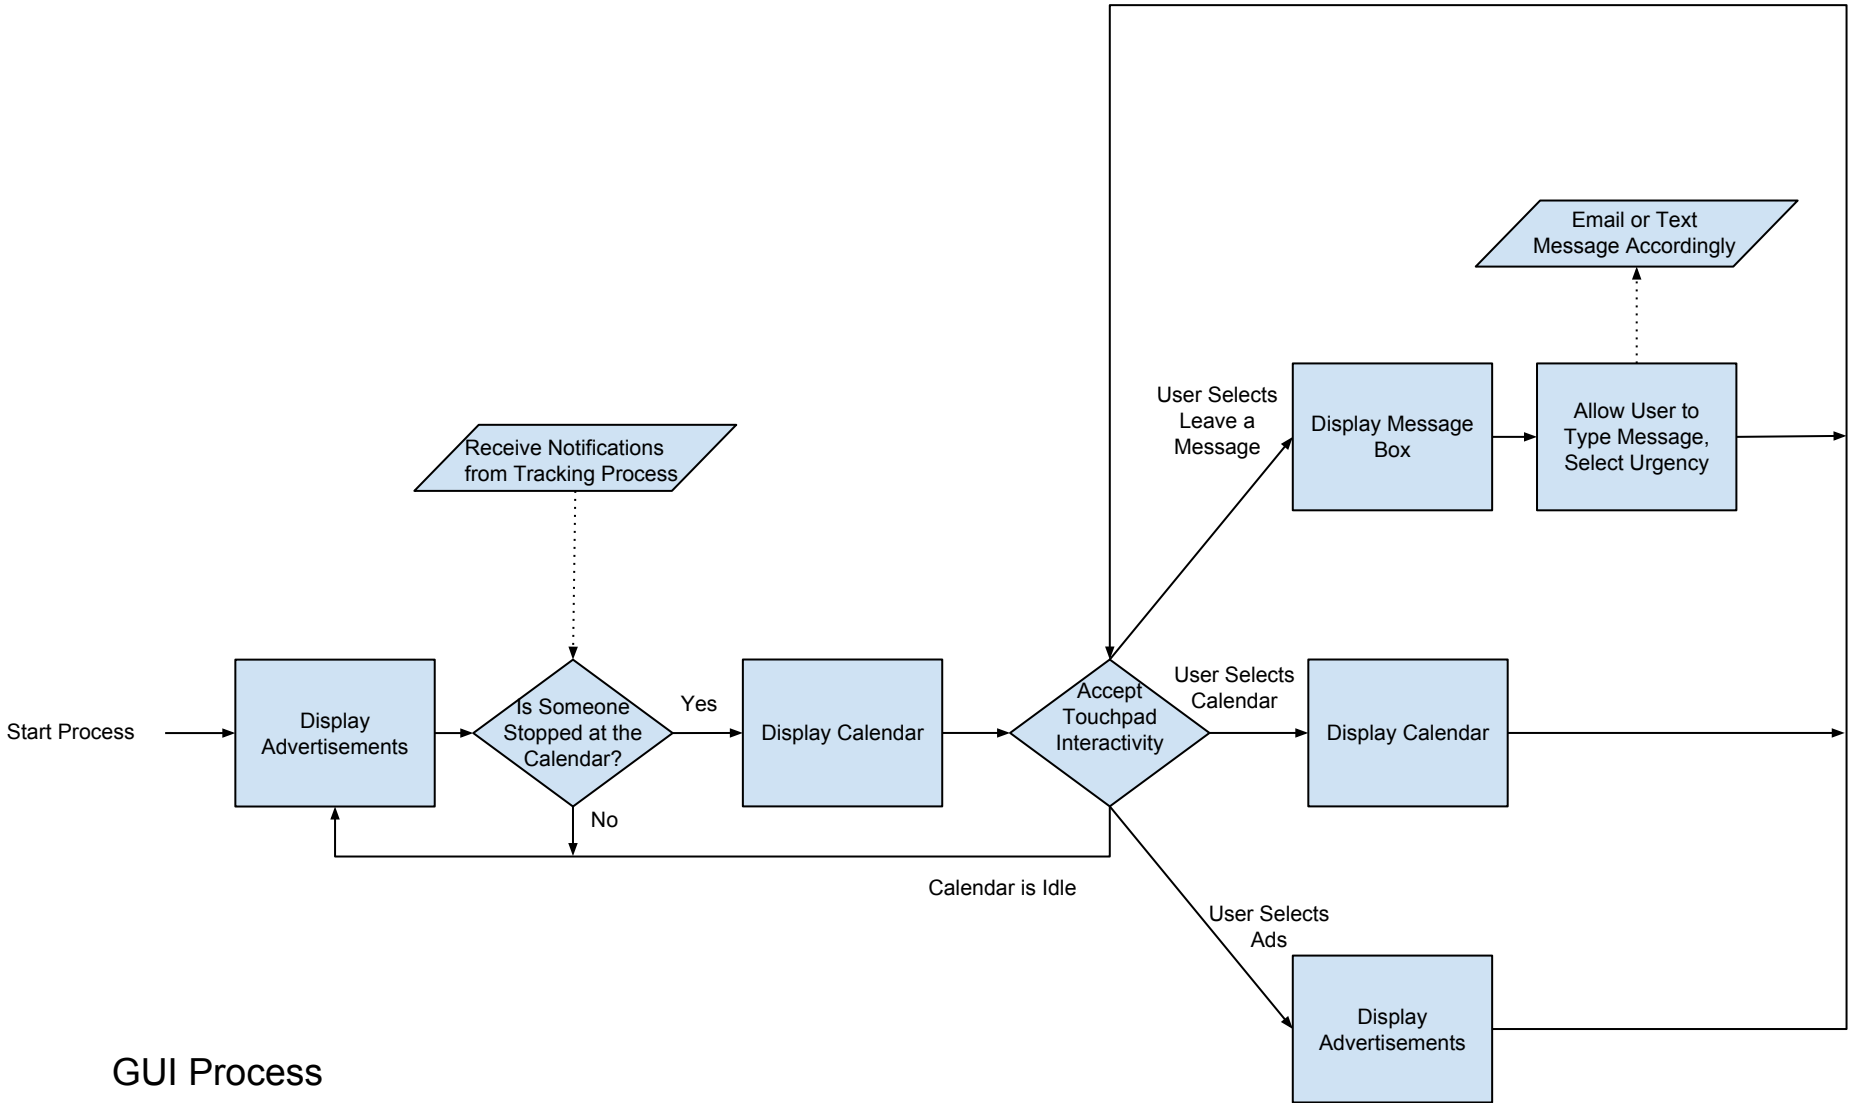 Email or Text
Message Accordingly
User Selects
Leave a
Message
Display Message
Box
Allow User to
Type Message,
Select Urgency
Receive Notifications
from Tracking Process
Start Process
Display
Advertisements
Is Someone
Stopped at the
Calendar?
Yes
No
Display Calendar
Accept
Touchpad
Interactivity
User Selects
Calendar
Display Calendar
Calendar is Idle
User Selects
Ads
Display
Advertisements
GUI Process